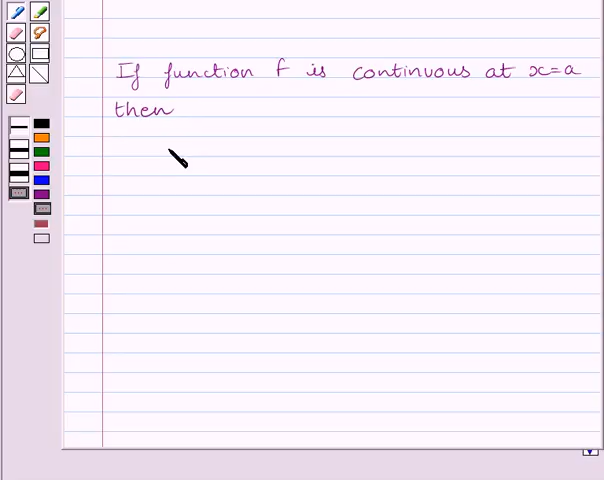 If function f is continuous at x=a
then